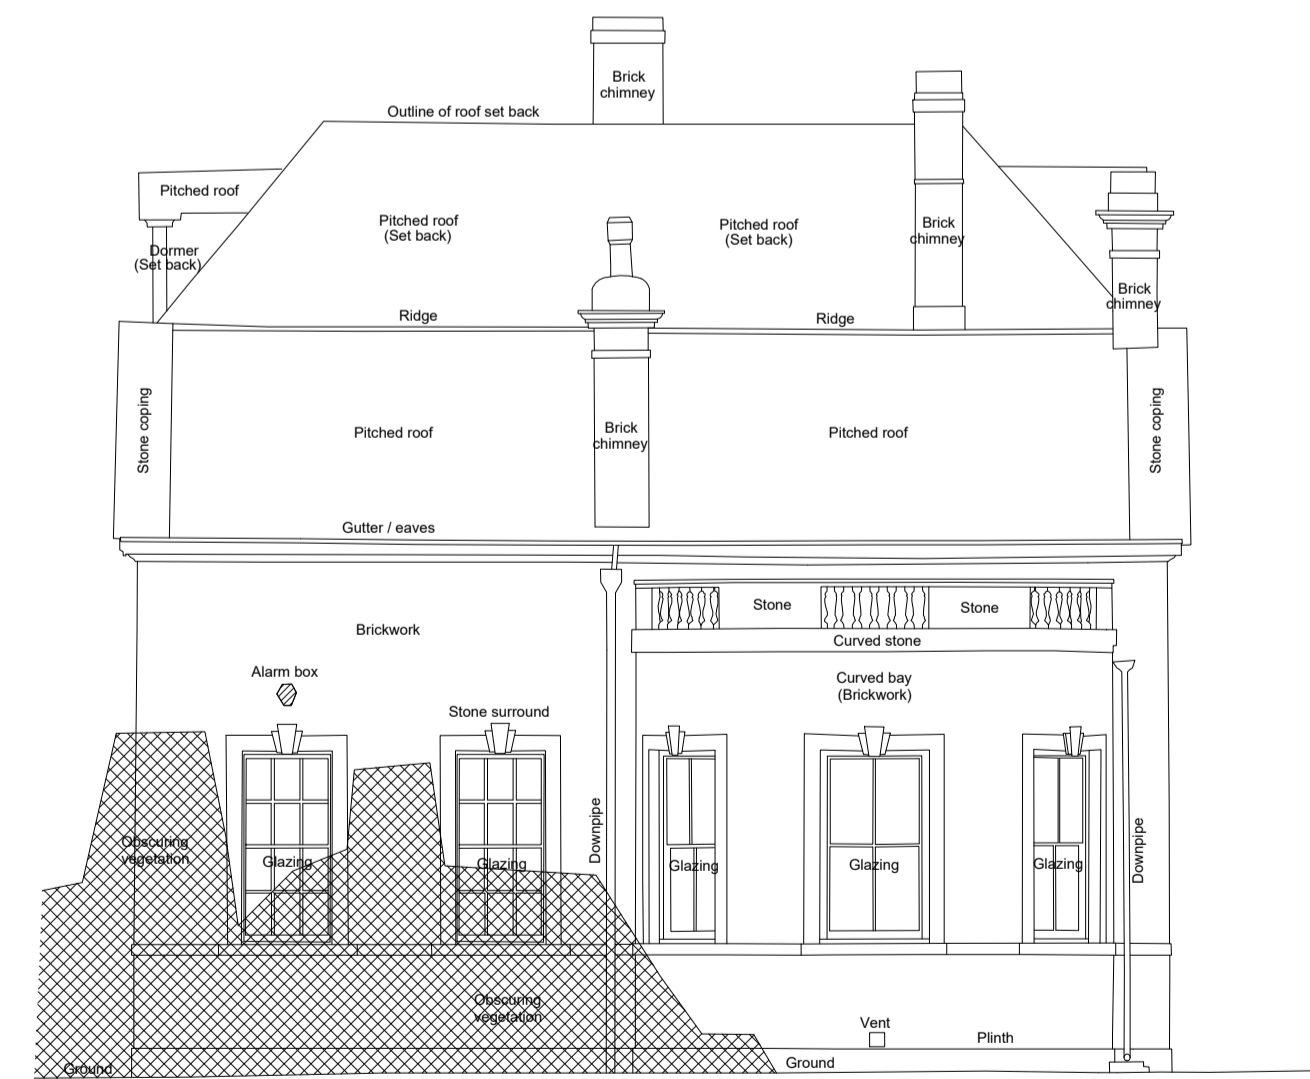 Brick
chimney
Outline of roof set back
Pitched roof
Pitched roof
(Set back)
Pitched roof
(Set back)
Brick
chimney
Dormer
(Set back)
Brick
chimney
Ridge
Ridge
Stone coping
Pitched roof
Brick
chimney
Pitched roof
Stone coping
Gutter / eaves
Stone
Stone
Brickwork
Curved stone
Alarm box
Curved bay
(Brickwork)
Stone surround
Obscuring
vegetation
Glazing
Glazing
Downpipe
Glazing
Glazing
Glazing
Downpipe
Obscuring
vegetation
Vent
Plinth
Ground
Ground